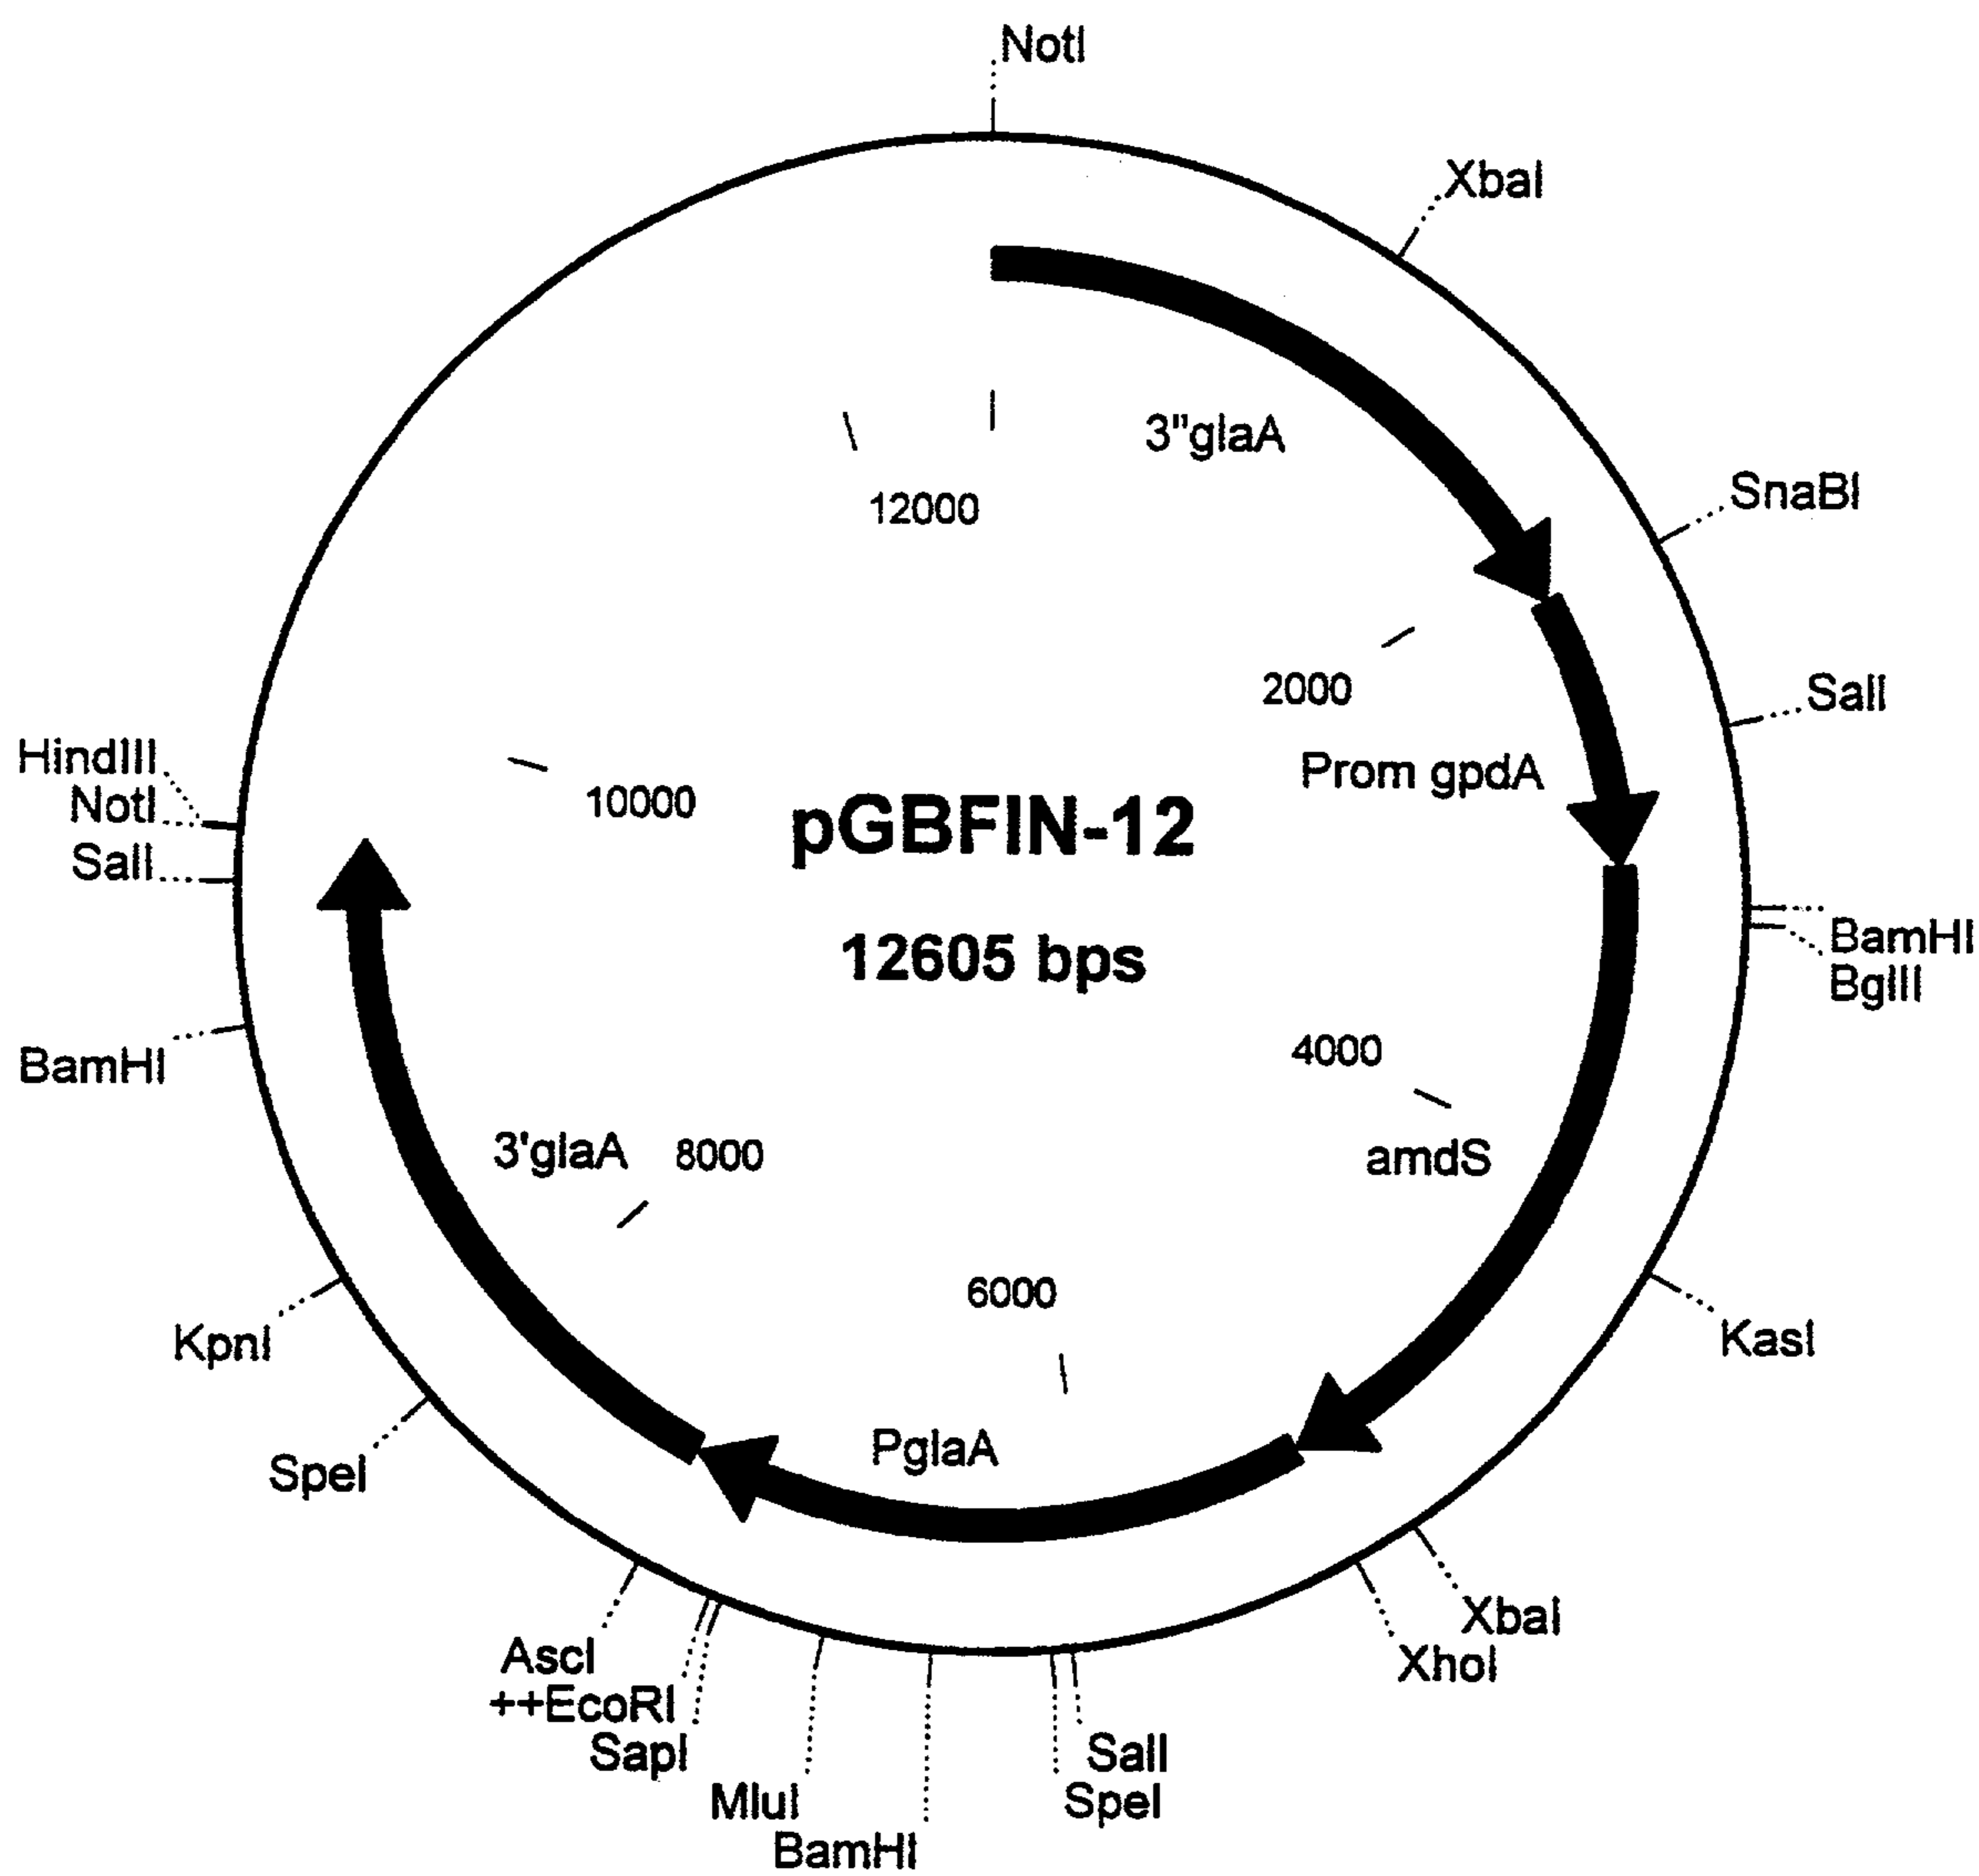 NotI
XbaI
SnaBI
SalI
BamHI
BglII
KasI
XbaI
XhoI
SalI
SpeI
BamHI
MluI
SapI
++EcoRI
AscI
SpeI
KpnI
BamHI
SalI
NotI
HindIII
3"glaA
Prom gpdA
amdS
PglaA
3'glaA
2000
4000
6000
8000
10000
12000
pGBFIN-12
12605 bps